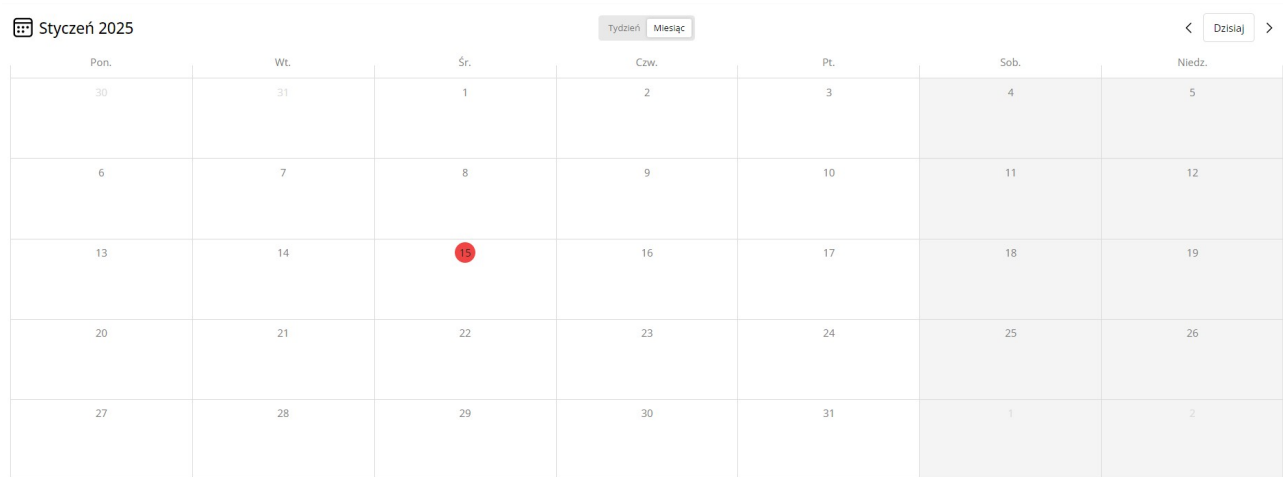 Styczeń 2025 Tydzień Miesiąc Dzisiaj
Pon. Wt. Śr. Czw. Pt. Sob. Niedz.
30 31 1 2 3 4 5
6 7 8 9 10 11 12
13 14 15 16 17 18 19
20 21 22 23 24 25 26
27 28 29 30 31 1 2